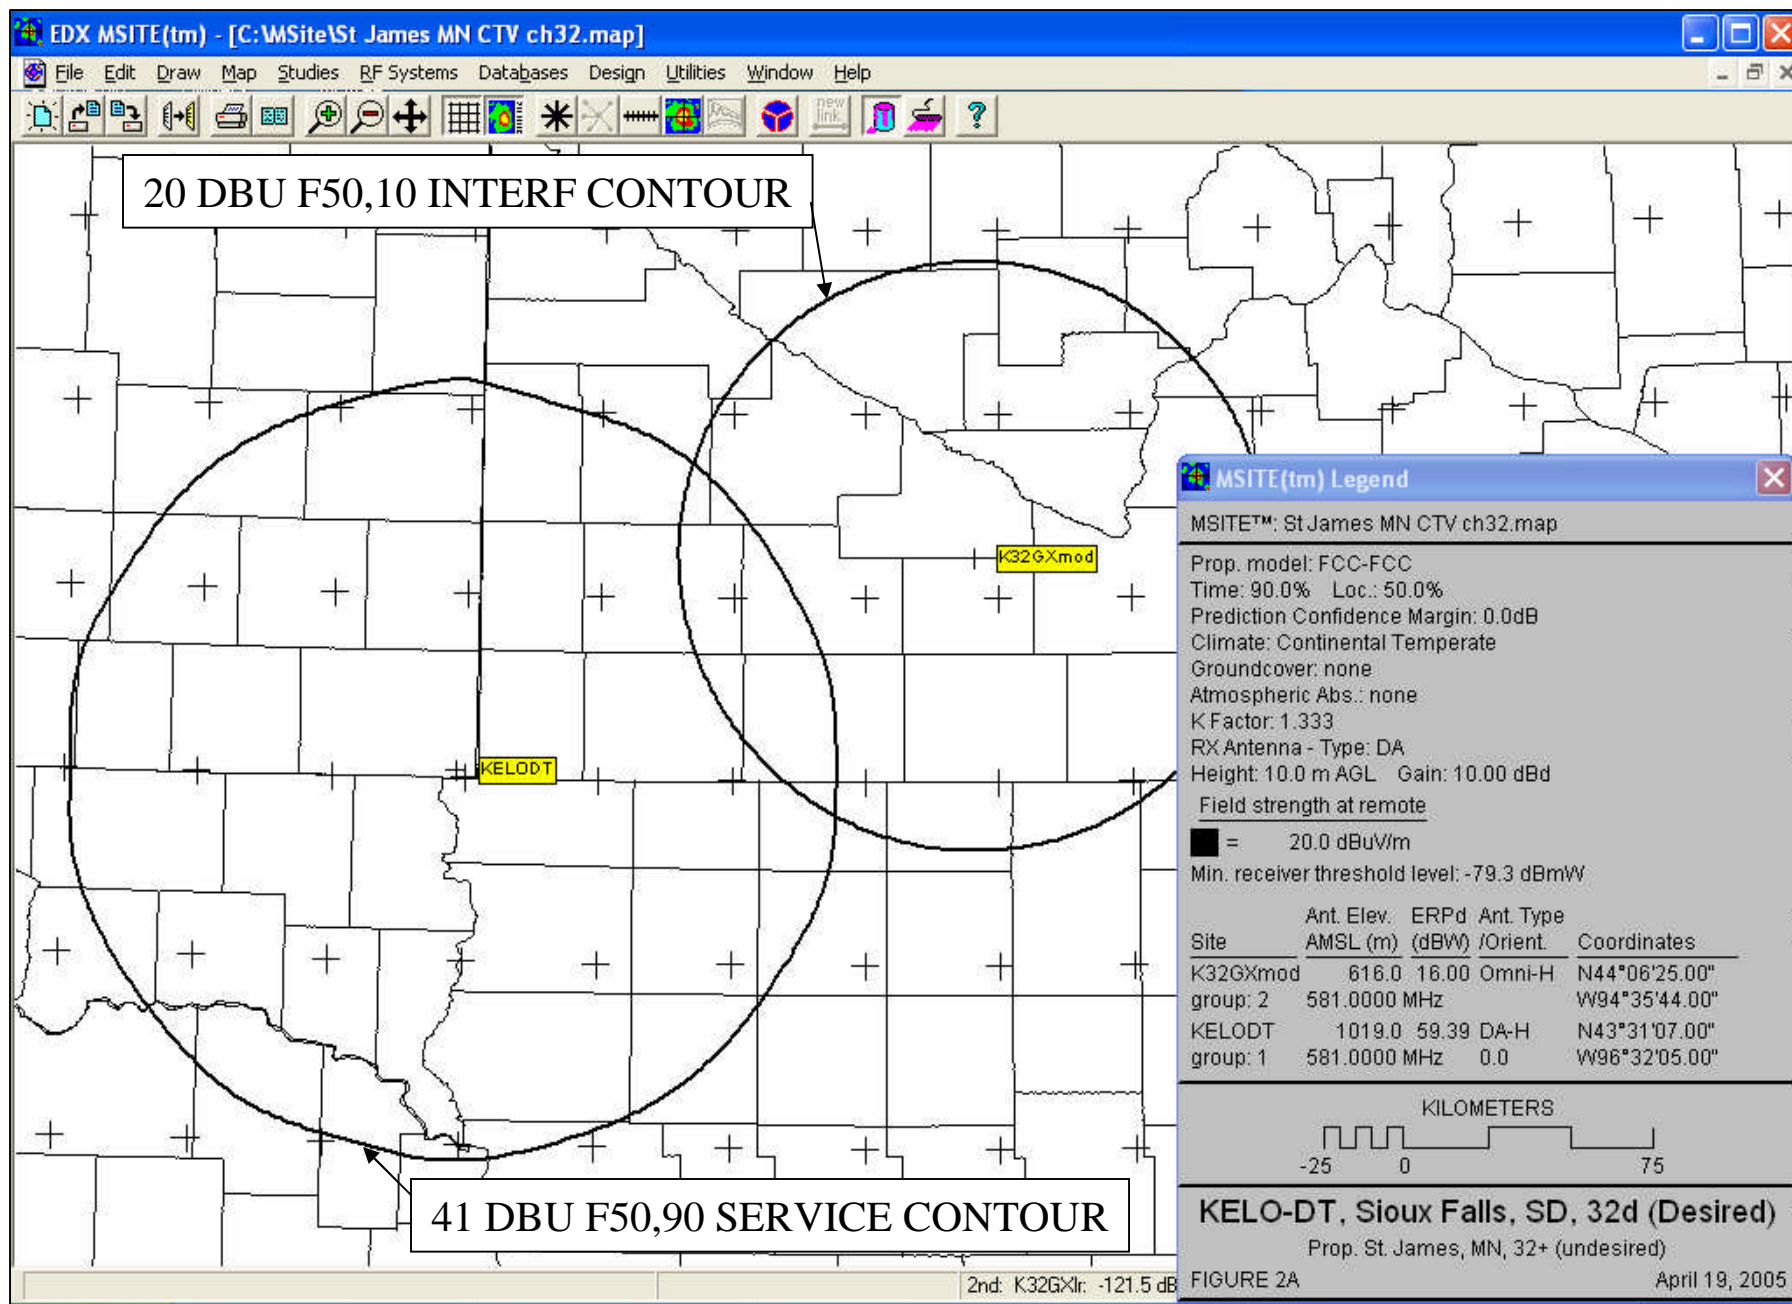 EDX MSITE(tm) - [C:\MSite\St James MN CTV ch32.map]
File Edit Draw Map Studies RF Systems Databases Design Utilities Window Help
new link
20 DBU F50,10 INTERF CONTOUR
K32GXmod
KELODT
41 DBU F50,90 SERVICE CONTOUR
MSITE(tm) Legend
MSITE™: St James MN CTV ch32.map
Prop. model: FCC-FCC
Time: 90.0% Loc.: 50.0%
Prediction Confidence Margin: 0.0dB
Climate: Continental Temperate
Groundcover: none
Atmospheric Abs.: none
K Factor: 1.333
RX Antenna - Type: DA
Height: 10.0 m AGL Gain: 10.00 dBd
Field strength at remote
= 20.0 dBuV/m
Min. receiver threshold level: -79.3 dBmW
Ant. Elev. ERPd Ant. Type
Site AMSL (m) (dBW) /Orient. Coordinates
K32GXmod 616.0 16.00 Omni-H N44°06'25.00"
group: 2 581.0000 MHz W94°35'44.00"
KELODT 1019.0 59.39 DA-H N43°31'07.00"
group: 1 581.0000 MHz 0.0 W96°32'05.00"
KILOMETERS
-25 0 75
KELO-DT, Sioux Falls, SD, 32d (Desired)
Prop. St. James, MN, 32+ (undesired)
FIGURE 2A April 19, 2005
2nd: K32GXlr: -121.5 dB